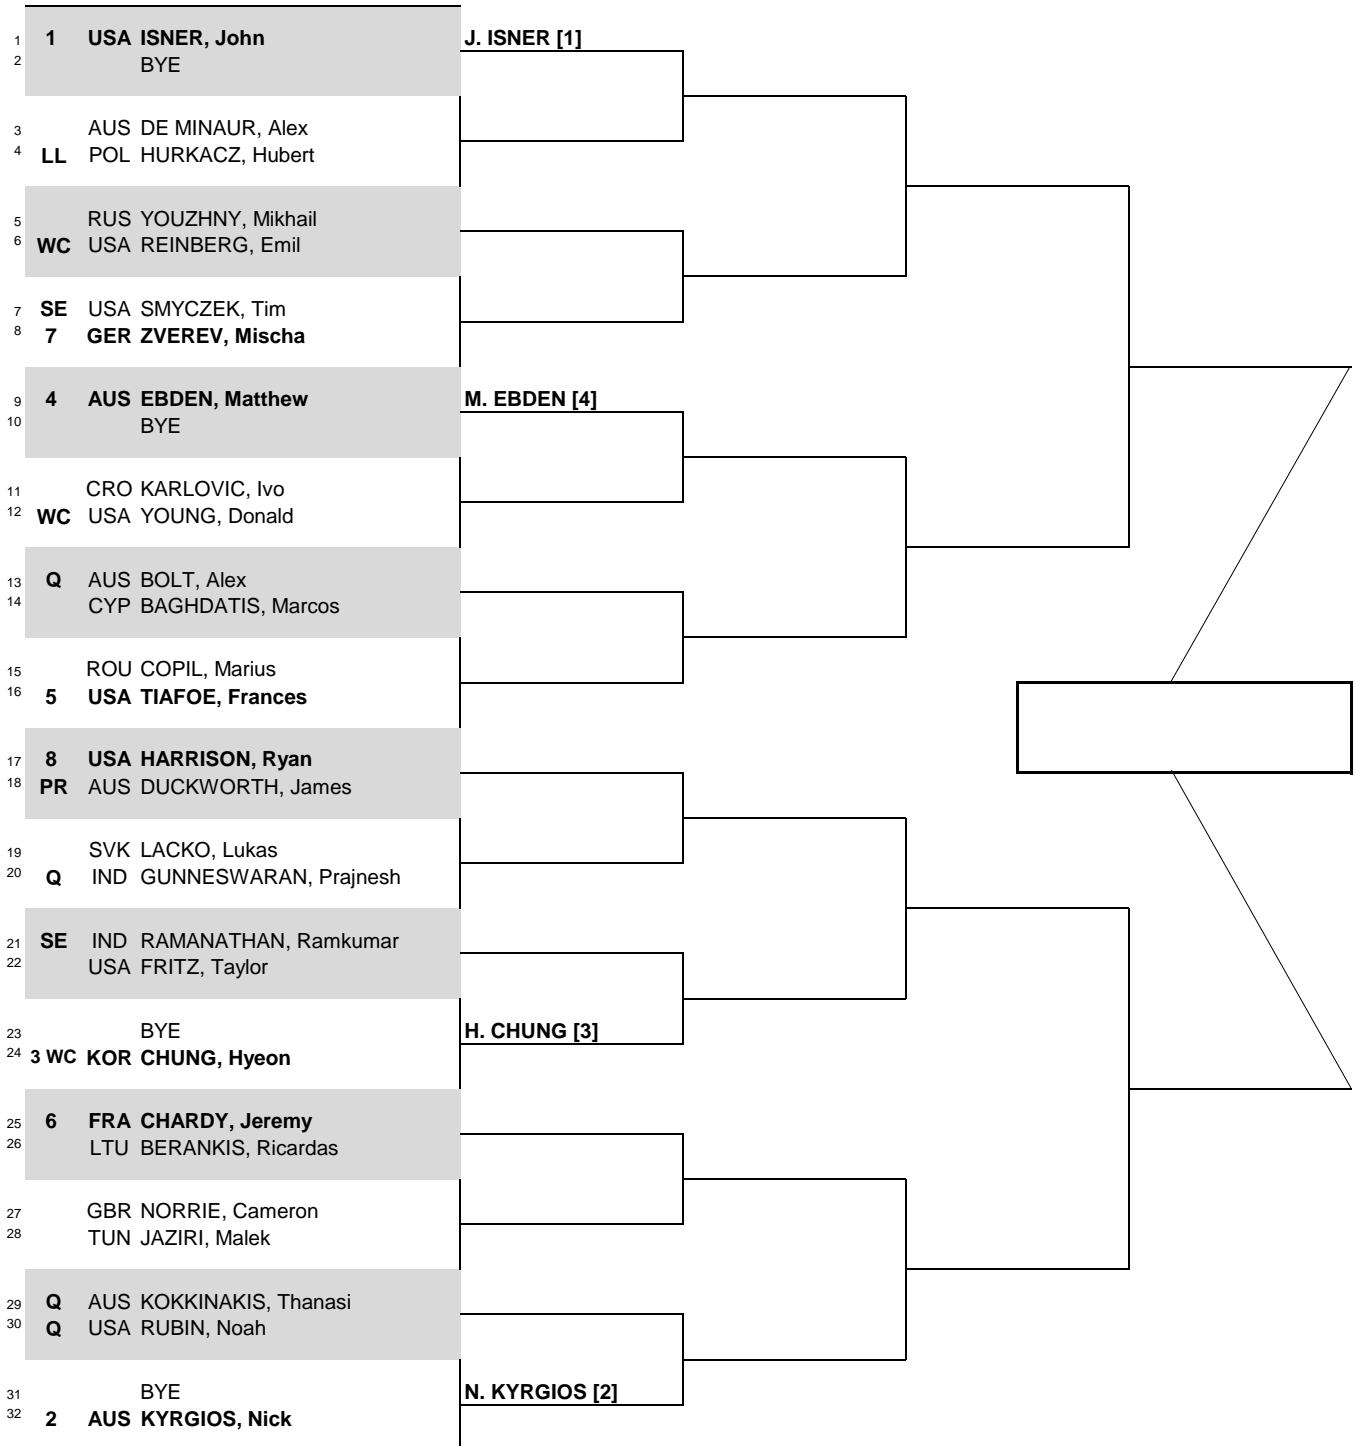 1 1 USA ISNER, John J. ISNER [1]
2 BYE
3 AUS DE MINAUR, Alex
4 LL POL HURKACZ, Hubert
5 RUS YOUZHNY, Mikhail
6 WC USA REINBERG, Emil
7 SE USA SMYCZEK, Tim
8 7 GER ZVEREV, Mischa
9 4 AUS EBDEN, Matthew M. EBDEN [4]
10 BYE
11 CRO KARLOVIC, Ivo
12 WC USA YOUNG, Donald
13 Q AUS BOLT, Alex
14 CYP BAGHDATIS, Marcos
15 ROU COPIL, Marius
16 5 USA TIAFOE, Frances
17 8 USA HARRISON, Ryan
18 PR AUS DUCKWORTH, James
19 SVK LACKO, Lukas
20 Q IND GUNNESWARAN, Prajnesh
21 SE IND RAMANATHAN, Ramkumar
22 USA FRITZ, Taylor
23 BYE H. CHUNG [3]
24 3 WC KOR CHUNG, Hyeon
25 6 FRA CHARDY, Jeremy
26 LTU BERANKIS, Ricardas
27 GBR NORRIE, Cameron
28 TUN JAZIRI, Malek
29 Q AUS KOKKINAKIS, Thanasi
30 Q USA RUBIN, Noah
31 BYE N. KYRGIOS [2]
32 2 AUS KYRGIOS, Nick